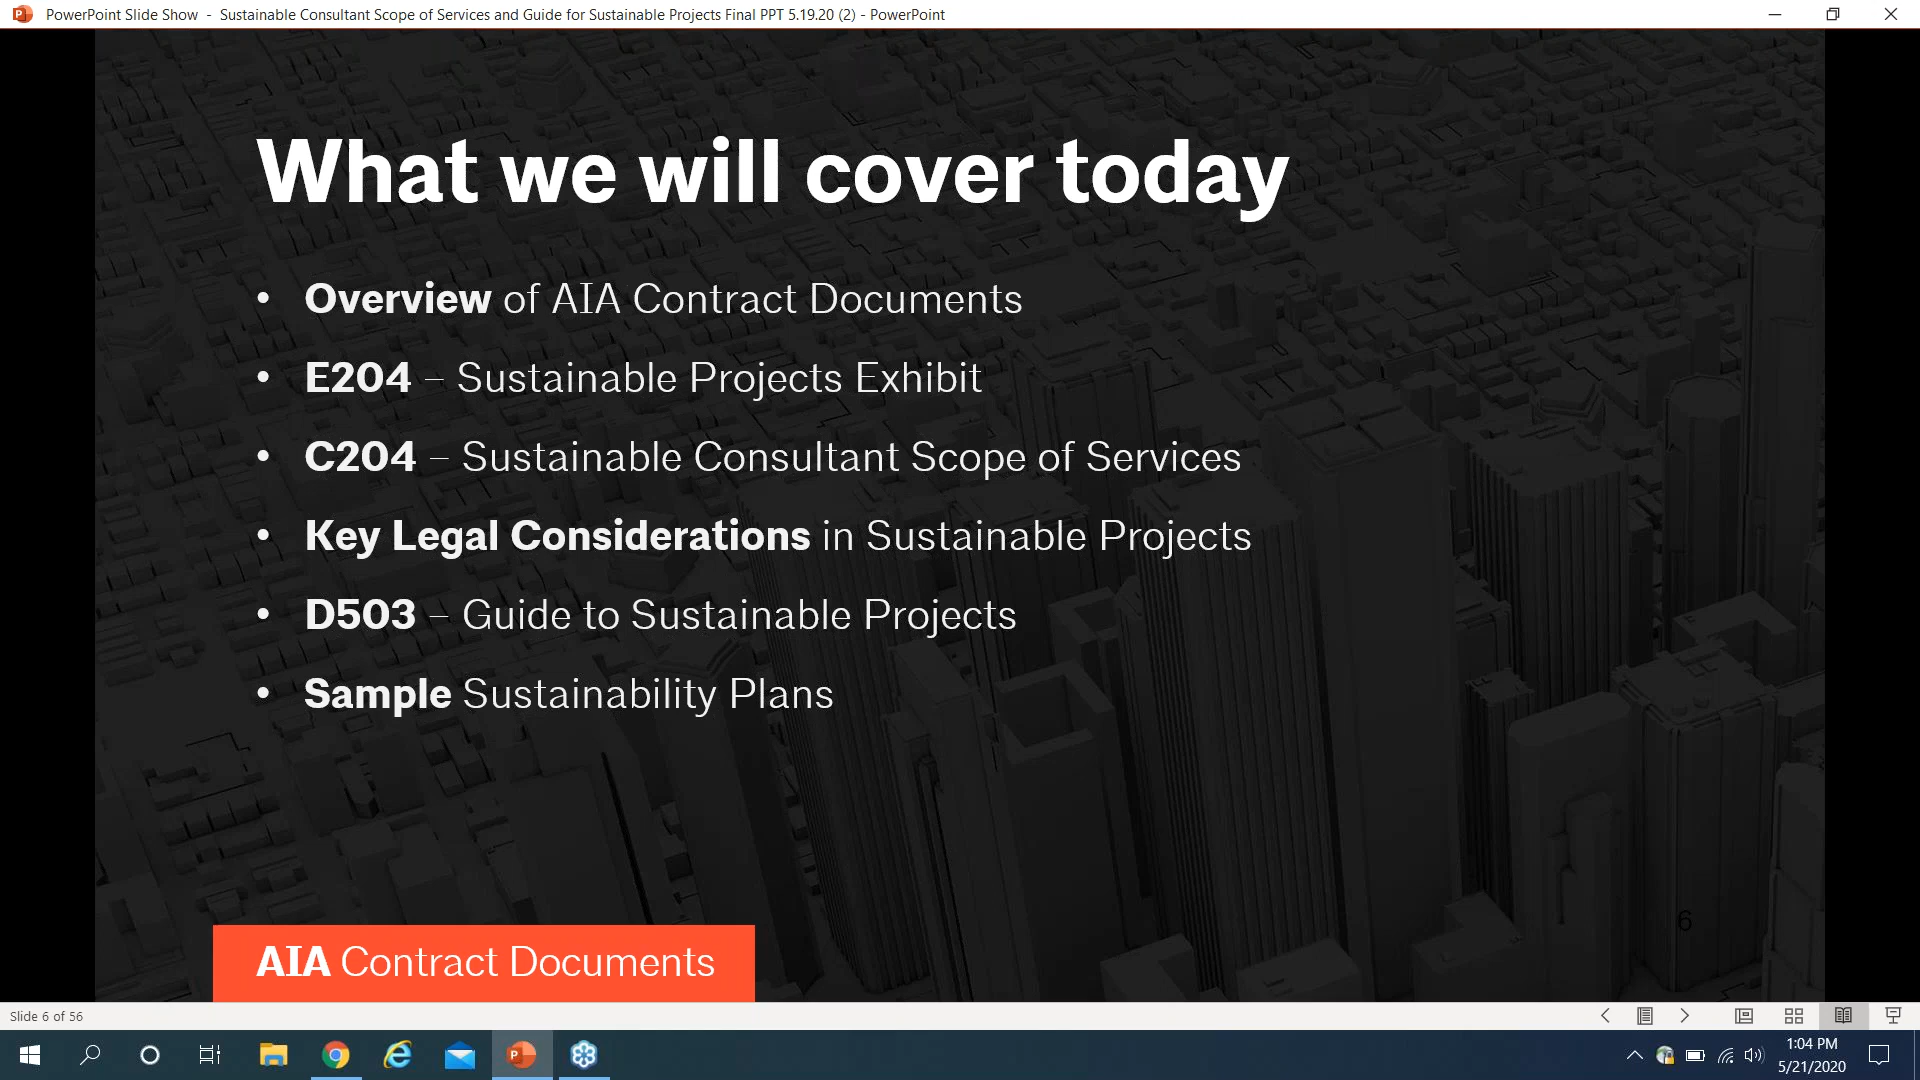 PowerPoint Slide Show - Sustainable Consultant Scope of Services and Guide for Sustainable Projects Final PPT 5.19.20 (2) - PowerPoint
What we will cover today
• Overview of AIA Contract Documents
• E204 – Sustainable Projects Exhibit
• C204 – Sustainable Consultant Scope of Services
• Key Legal Considerations in Sustainable Projects
• D503 – Guide to Sustainable Projects
• Sample Sustainability Plans
6
AIA Contract Documents
Slide 6 of 56
1:04 PM
5/21/2020